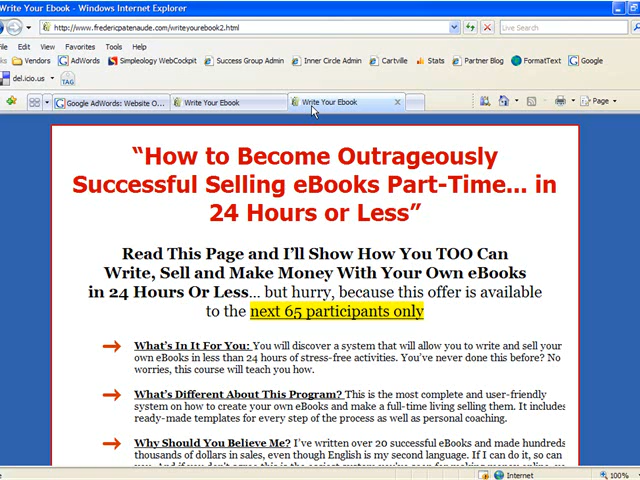 Write Your Ebook - Windows Internet Explorer
http://www.fredericpatenaude.com/writeyourebook2.html
Live Search
File Edit View Favorites Tools Help
Vendors AdWords Simpleology WebCockpit Success Group Admin Inner Circle Admin Cartville Stats Partner Blog FormatText Google
del.icio.us TAG
Google AdWords: Website O... Write Your Ebook Write Your Ebook Page
“How to Become Outrageously
Successful Selling eBooks Part-Time... in
24 Hours or Less”
Read This Page and I’ll Show How You TOO Can
Write, Sell and Make Money With Your Own eBooks
in 24 Hours Or Less... but hurry, because this offer is available
to the next 65 participants only
What’s In It For You: You will discover a system that will allow you to write and sell your
own eBooks in less than 24 hours of stress-free activities. You’ve never done this before? No
worries, this course will teach you how.
What’s Different About This Program? This is the most complete and user-friendly
system on how to create your own eBooks and make a full-time living selling them. It includes
ready-made templates for every step of the process as well as personal coaching.
Why Should You Believe Me? I’ve written over 20 successful eBooks and made hundreds
thousands of dollars in sales, even though English is my second language. If I can do it, so can
Internet 100%